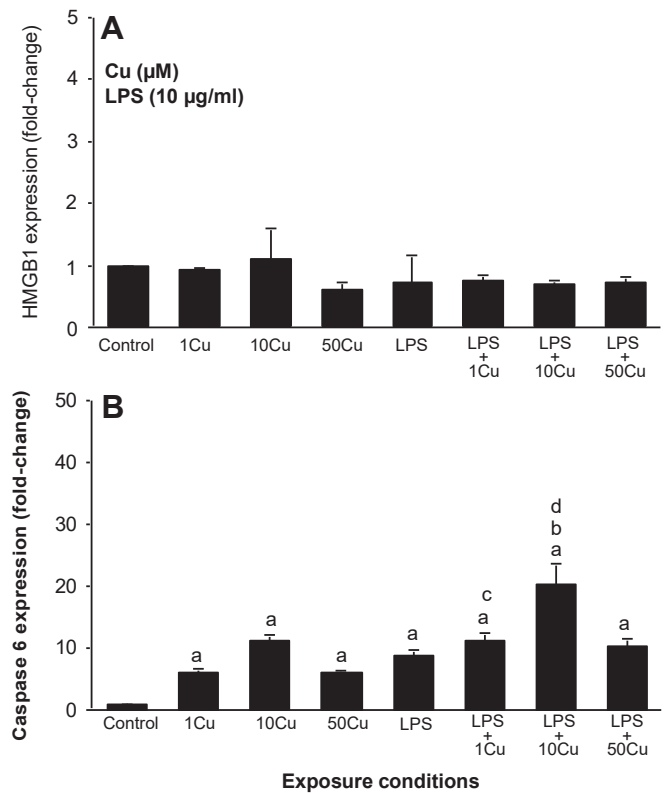 A
Cu (µM)
LPS (10 µg/ml)
HMGB1 expression (fold-change)
5
4
3
2
1
0
Control 1Cu 10Cu 50Cu LPS LPS + 1Cu LPS + 10Cu LPS + 50Cu
B
Caspase 6 expression (fold-change)
50
40
30
20
10
0
a
a
a
a
c
a
d
b
a
a
Control 1Cu 10Cu 50Cu LPS LPS + 1Cu LPS + 10Cu LPS + 50Cu
Exposure conditions